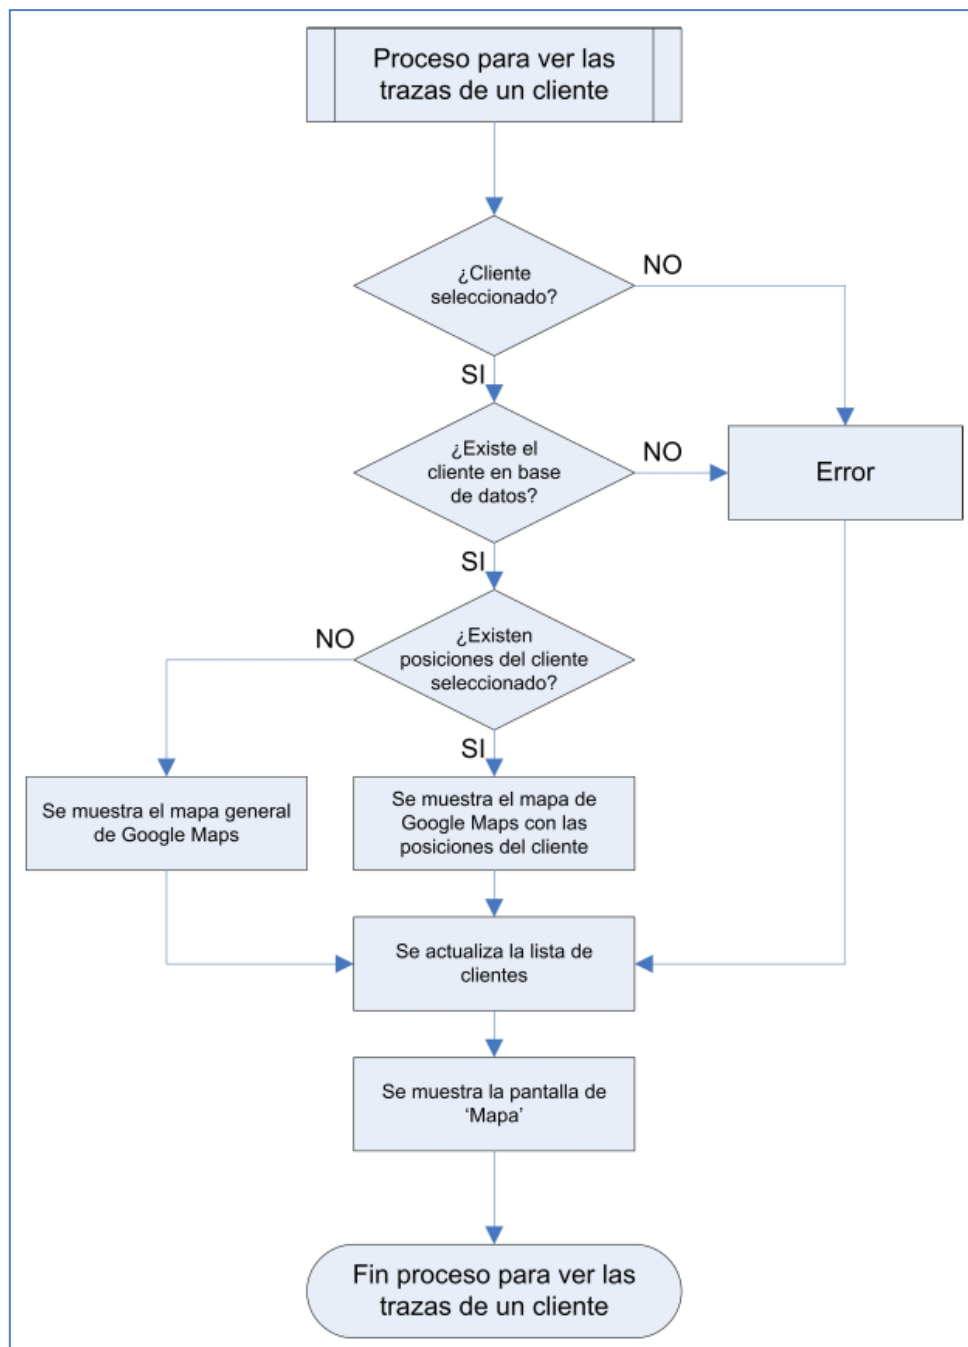 Proceso para ver las
trazas de un cliente
¿Cliente
seleccionado?
NO
SI
¿Existe el
cliente en base
de datos?
NO
Error
SI
¿Existen
posiciones del cliente
seleccionado?
NO
SI
Se muestra el mapa general
de Google Maps
Se muestra el mapa de
Google Maps con las
posiciones del cliente
Se actualiza la lista de
clientes
Se muestra la pantalla de
‘Mapa’
Fin proceso para ver las
trazas de un cliente